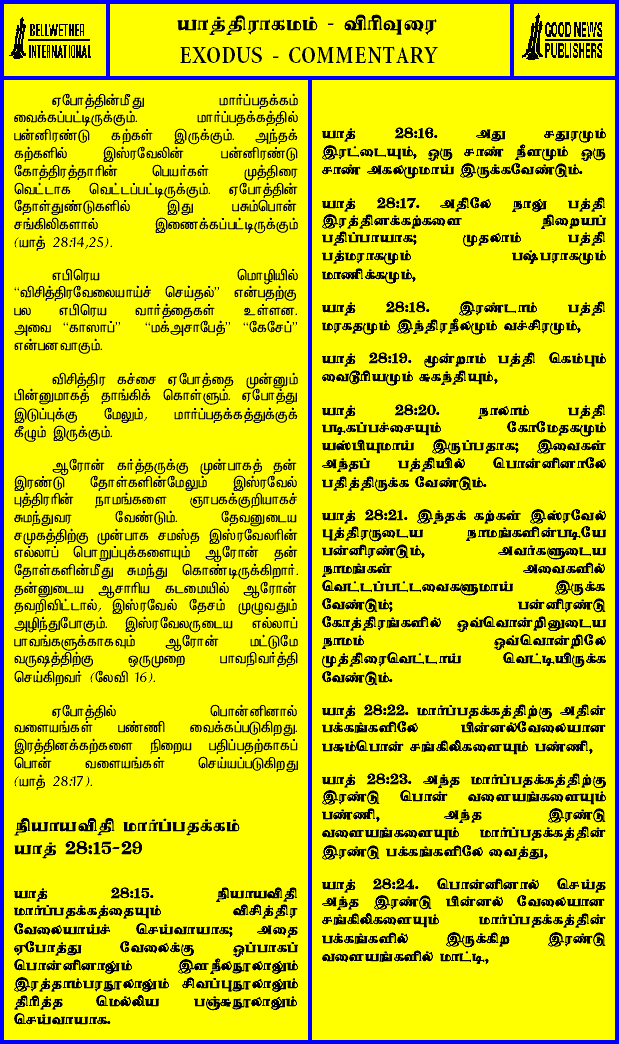 BELLWETHER
INTERNATIONAL
யாத்திராகமம் - விரிவுரை
EXODUS - COMMENTARY
GOOD NEWS
PUBLISHERS
ஏபோத்தின்மீது மார்ப்பதக்கம்
வைக்கப்பட்டிருக்கும். மார்பதக்கத்தில்
பன்னிரண்டு கற்கள் இருக்கும். அந்தக்
கற்களில் இஸ்ரவேலின் பன்னிரண்டு
கோத்திரத்தாரின் பெயர்கள் முத்திரை
வெட்டாக வெட்டப்பட்டிருக்கும். ஏபோத்தின்
தோள்துண்டுகளில் இது பசும்பொன்
சங்கிலிகளால் இணைக்கப்பட்டிருக்கும்
(யாத் 28:14,25).
எபிரெய மொழியில்
“விசித்திரவேலையாய்ச் செய்தல்” என்பதற்கு
பல எபிரெய வார்த்தைகள் உள்ளன.
அவை “காஸாப்” “மக்அசாபேத்” “கேசேப்”
என்பனவாகும்.
விசித்திர கச்சை ஏபோத்தை முன்னும்
பின்னுமாகத் தாங்கிக் கொள்ளும். ஏபோத்து
இடுப்புக்கு மேலும், மார்ப்பதக்கத்துக்குக்
கீழும் இருக்கும்.
ஆரோன் கர்த்தருக்கு முன்பாகத் தன்
இரண்டு தோள்களின்மேலும் இஸ்ரவேல்
புத்திரரின் நாமங்களை ஞாபகக்குறியாகச்
சுமந்துவர வேண்டும். தேவனுடைய
சமுகத்திற்கு முன்பாக சமஸ்த இஸ்ரவேலரின்
எல்லாப் பொறுப்புக்களையும் ஆரோன் தன்
தோள்களின்மீது சுமந்து கொண்டிருக்கிறார்.
தன்னுடைய ஆசாரிய கடமையில் ஆரோன்
தவறிவிட்டால், இஸ்ரவேல் தேசம் முழுவதும்
அழிந்துபோகும். இஸ்ரவேலருடைய எல்லாப்
பாவங்களுக்காகவும் ஆரோன் மட்டுமே
வருஷத்திற்கு ஒருமுறை பாவநிவர்த்தி
செய்கிறவர் (லேவி 16).
ஏபோத்தில் பொன்னினால்
வளையங்கள் பண்ணி வைக்கப்படுகிறது.
இரத்தினக்கற்களை நிறைய பதிப்பதற்காகப்
பொன் வளையங்கள் செய்யப்படுகிறது
(யாத் 28:17).
நியாயவிதி மார்ப்பதக்கம்
யாத் 28:15-29
யாத் 28:15. நியாயவிதி
மார்ப்பதக்கத்தையும் விசித்திர
வேலையாய்ச் செய்வாயாக; அதை
ஏபோத்து வேலைக்கு ஒப்பாகப்
பொன்னினாலும் இளநீலநூலாலும்
இரத்தாம்பரநூலாலும் சிவப்புநூலாலும்
திரித்த மெல்லிய பஞ்சுநூலாலும்
செய்வாயாக.
யாத் 28:16. அது சதுரமும்
இரட்டையும், ஒரு சாண் நீளமும் ஒரு
சாண் அகலமுமாய் இருக்கவேண்டும்.
யாத் 28:17. அதிலே நாலு பத்தி
இரத்தினக்கற்களை நிறையப்
பதிப்பாயாக; முதலாம் பத்தி
பத்மராகமும் பஷ்பராகமும்
மாணிக்கமும்,
யாத் 28:18. இரண்டாம் பத்தி
மரகதமும் இந்திரநீலமும் வச்சிரமும்,
யாத் 28:19. மூன்றாம் பத்தி கெம்பும்
வைடூரியமும் சுகந்தியும்,
யாத் 28:20. நாலாம் பத்தி
படிகப்பச்சையும் கோமேதகமும்
யஸ்பியுமாய் இருப்பதாக; இவைகள்
அந்தப் பத்தியில் பொன்னினாலே
பதித்திருக்க வேண்டும்.
யாத் 28:21. இந்தக் கற்கள் இஸ்ரவேல்
புத்திரருடைய நாமங்களின்படியே
பன்னிரண்டும், அவர்களுடைய
நாமங்கள் அவைகளில்
வெட்டப்பட்டவைகளுமாய் இருக்க
வேண்டும்; பன்னிரண்டு
கோத்திரங்களில் ஒவ்வொன்றினுடைய
நாமம் ஒவ்வொன்றிலே
முத்திரைவெட்டாய் வெட்டியிருக்க
வேண்டும்.
யாத் 28:22. மார்ப்பதக்கத்திற்கு அதின்
பக்கங்களிலே பின்னல்வேலையான
பசும்பொன் சங்கிலிகளையும் பண்ணி,
யாத் 28:23. அந்த மார்ப்பதக்கத்திற்கு
இரண்டு பொன் வளையங்களையும்
பண்ணி, அந்த இரண்டு
வளையங்களையும் மார்ப்பதக்கத்தின்
இரண்டு பக்கங்களிலே வைத்து,
யாத் 28:24. பொன்னினால் செய்த
அந்த இரண்டு பின்னல் வேலையான
சங்கிலிகளையும் மார்ப்பதக்கத்தின்
பக்கங்களில் இருக்கிற இரண்டு
வளையங்களில் மாட்டி,